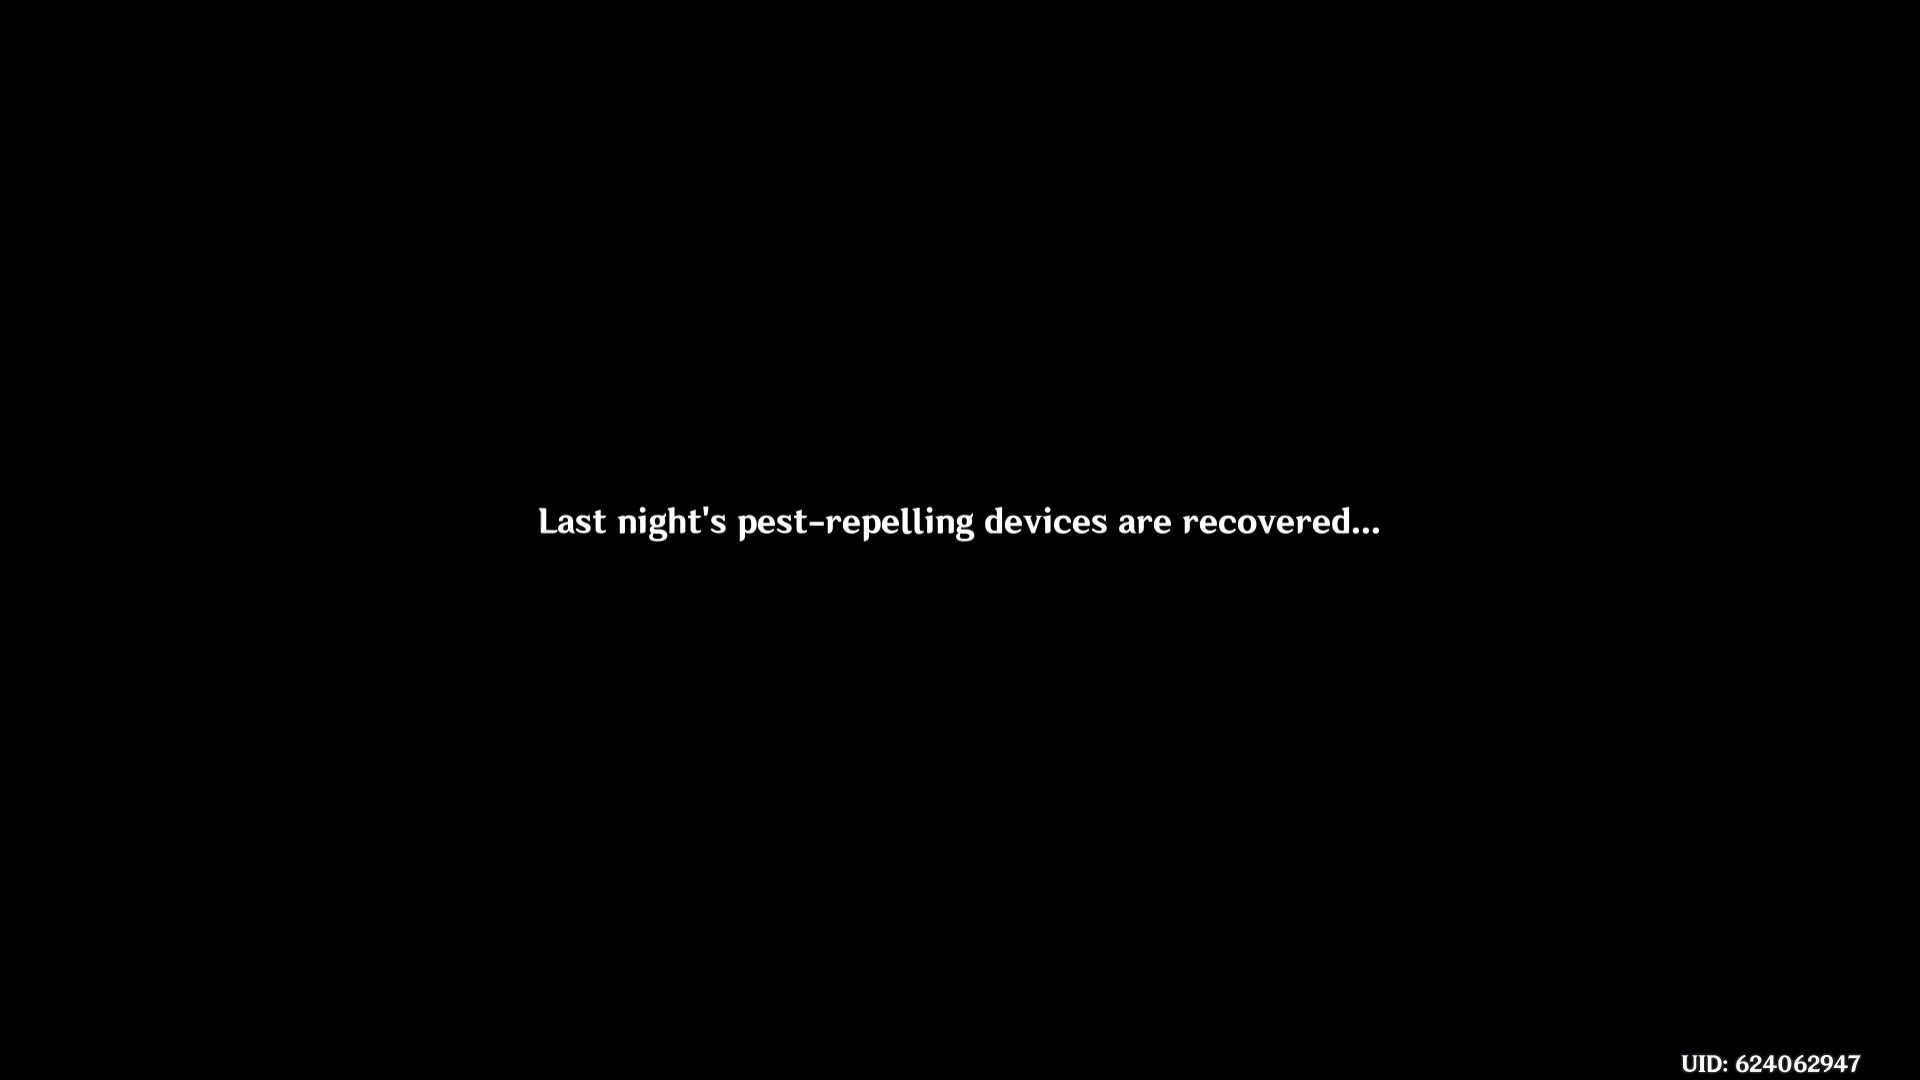 Last night's pest-repelling devices are recovered...
UID: 624062947